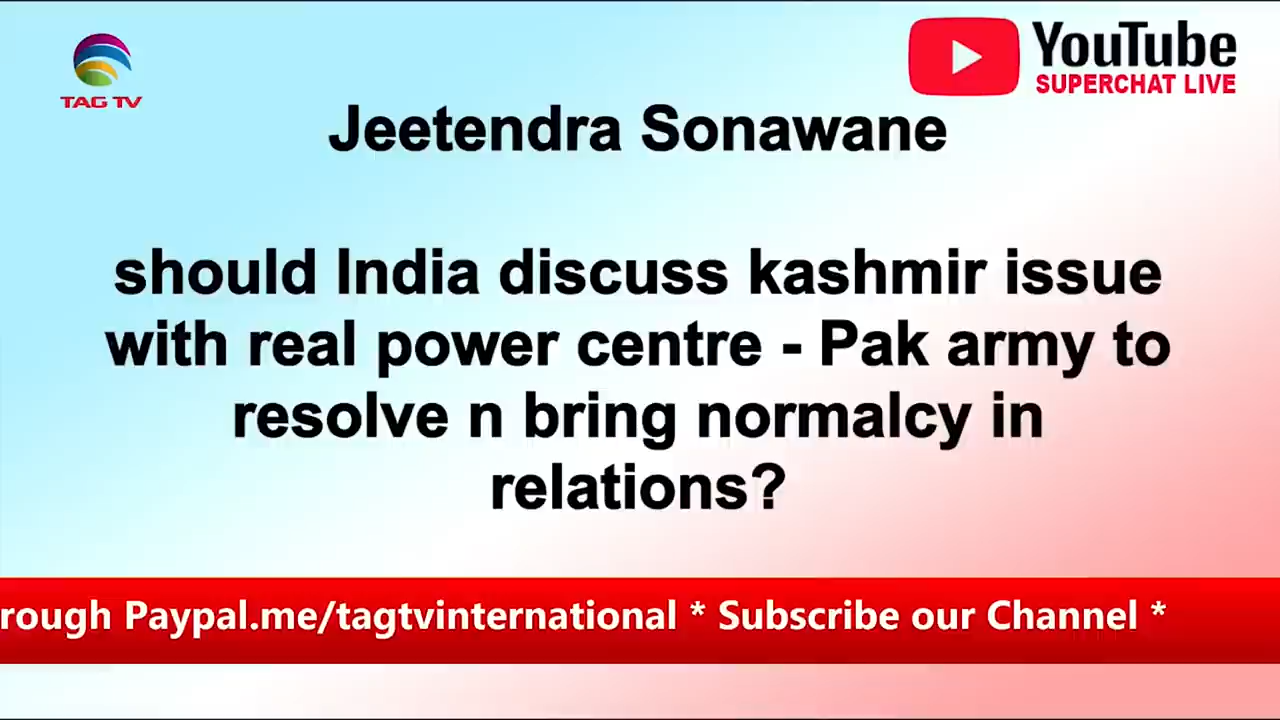 TAG TV
YouTube
SUPERCHAT LIVE
Jeetendra Sonawane
should India discuss kashmir issue
with real power centre - Pak army to
resolve n bring normalcy in
relations?
rough Paypal.me/tagtvinternational * Subscribe our Channel *